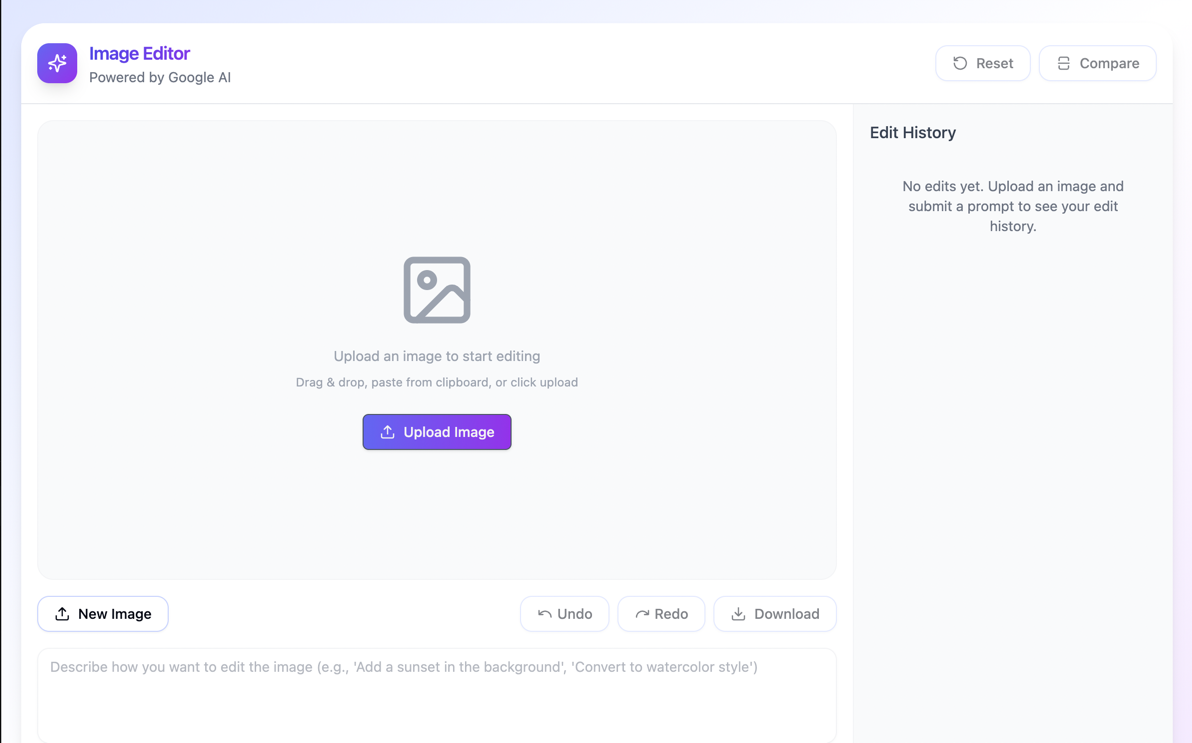 Image Editor
Powered by Google AI
Reset
Compare
Edit History
No edits yet. Upload an image and
submit a prompt to see your edit
history.
Upload an image to start editing
Drag & drop, paste from clipboard, or click upload
Upload Image
New Image
Undo
Redo
Download
Describe how you want to edit the image (e.g., 'Add a sunset in the background', 'Convert to watercolor style')